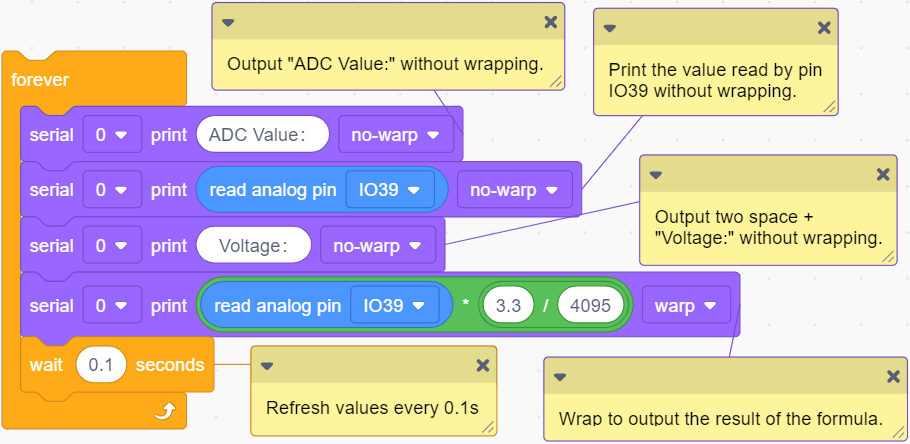 Output "ADC Value:" without wrapping.
Print the value read by pin
IO39 without wrapping.
forever
serial 0 print ADC Value: no-warp
serial 0 print read analog pin IO39 no-warp
Output two space +
"Voltage:" without wrapping.
serial 0 print Voltage: no-warp
serial 0 print read analog pin IO39 * 3.3 / 4095 warp
wait 0.1 seconds
Refresh values every 0.1s
Wrap to output the result of the formula.